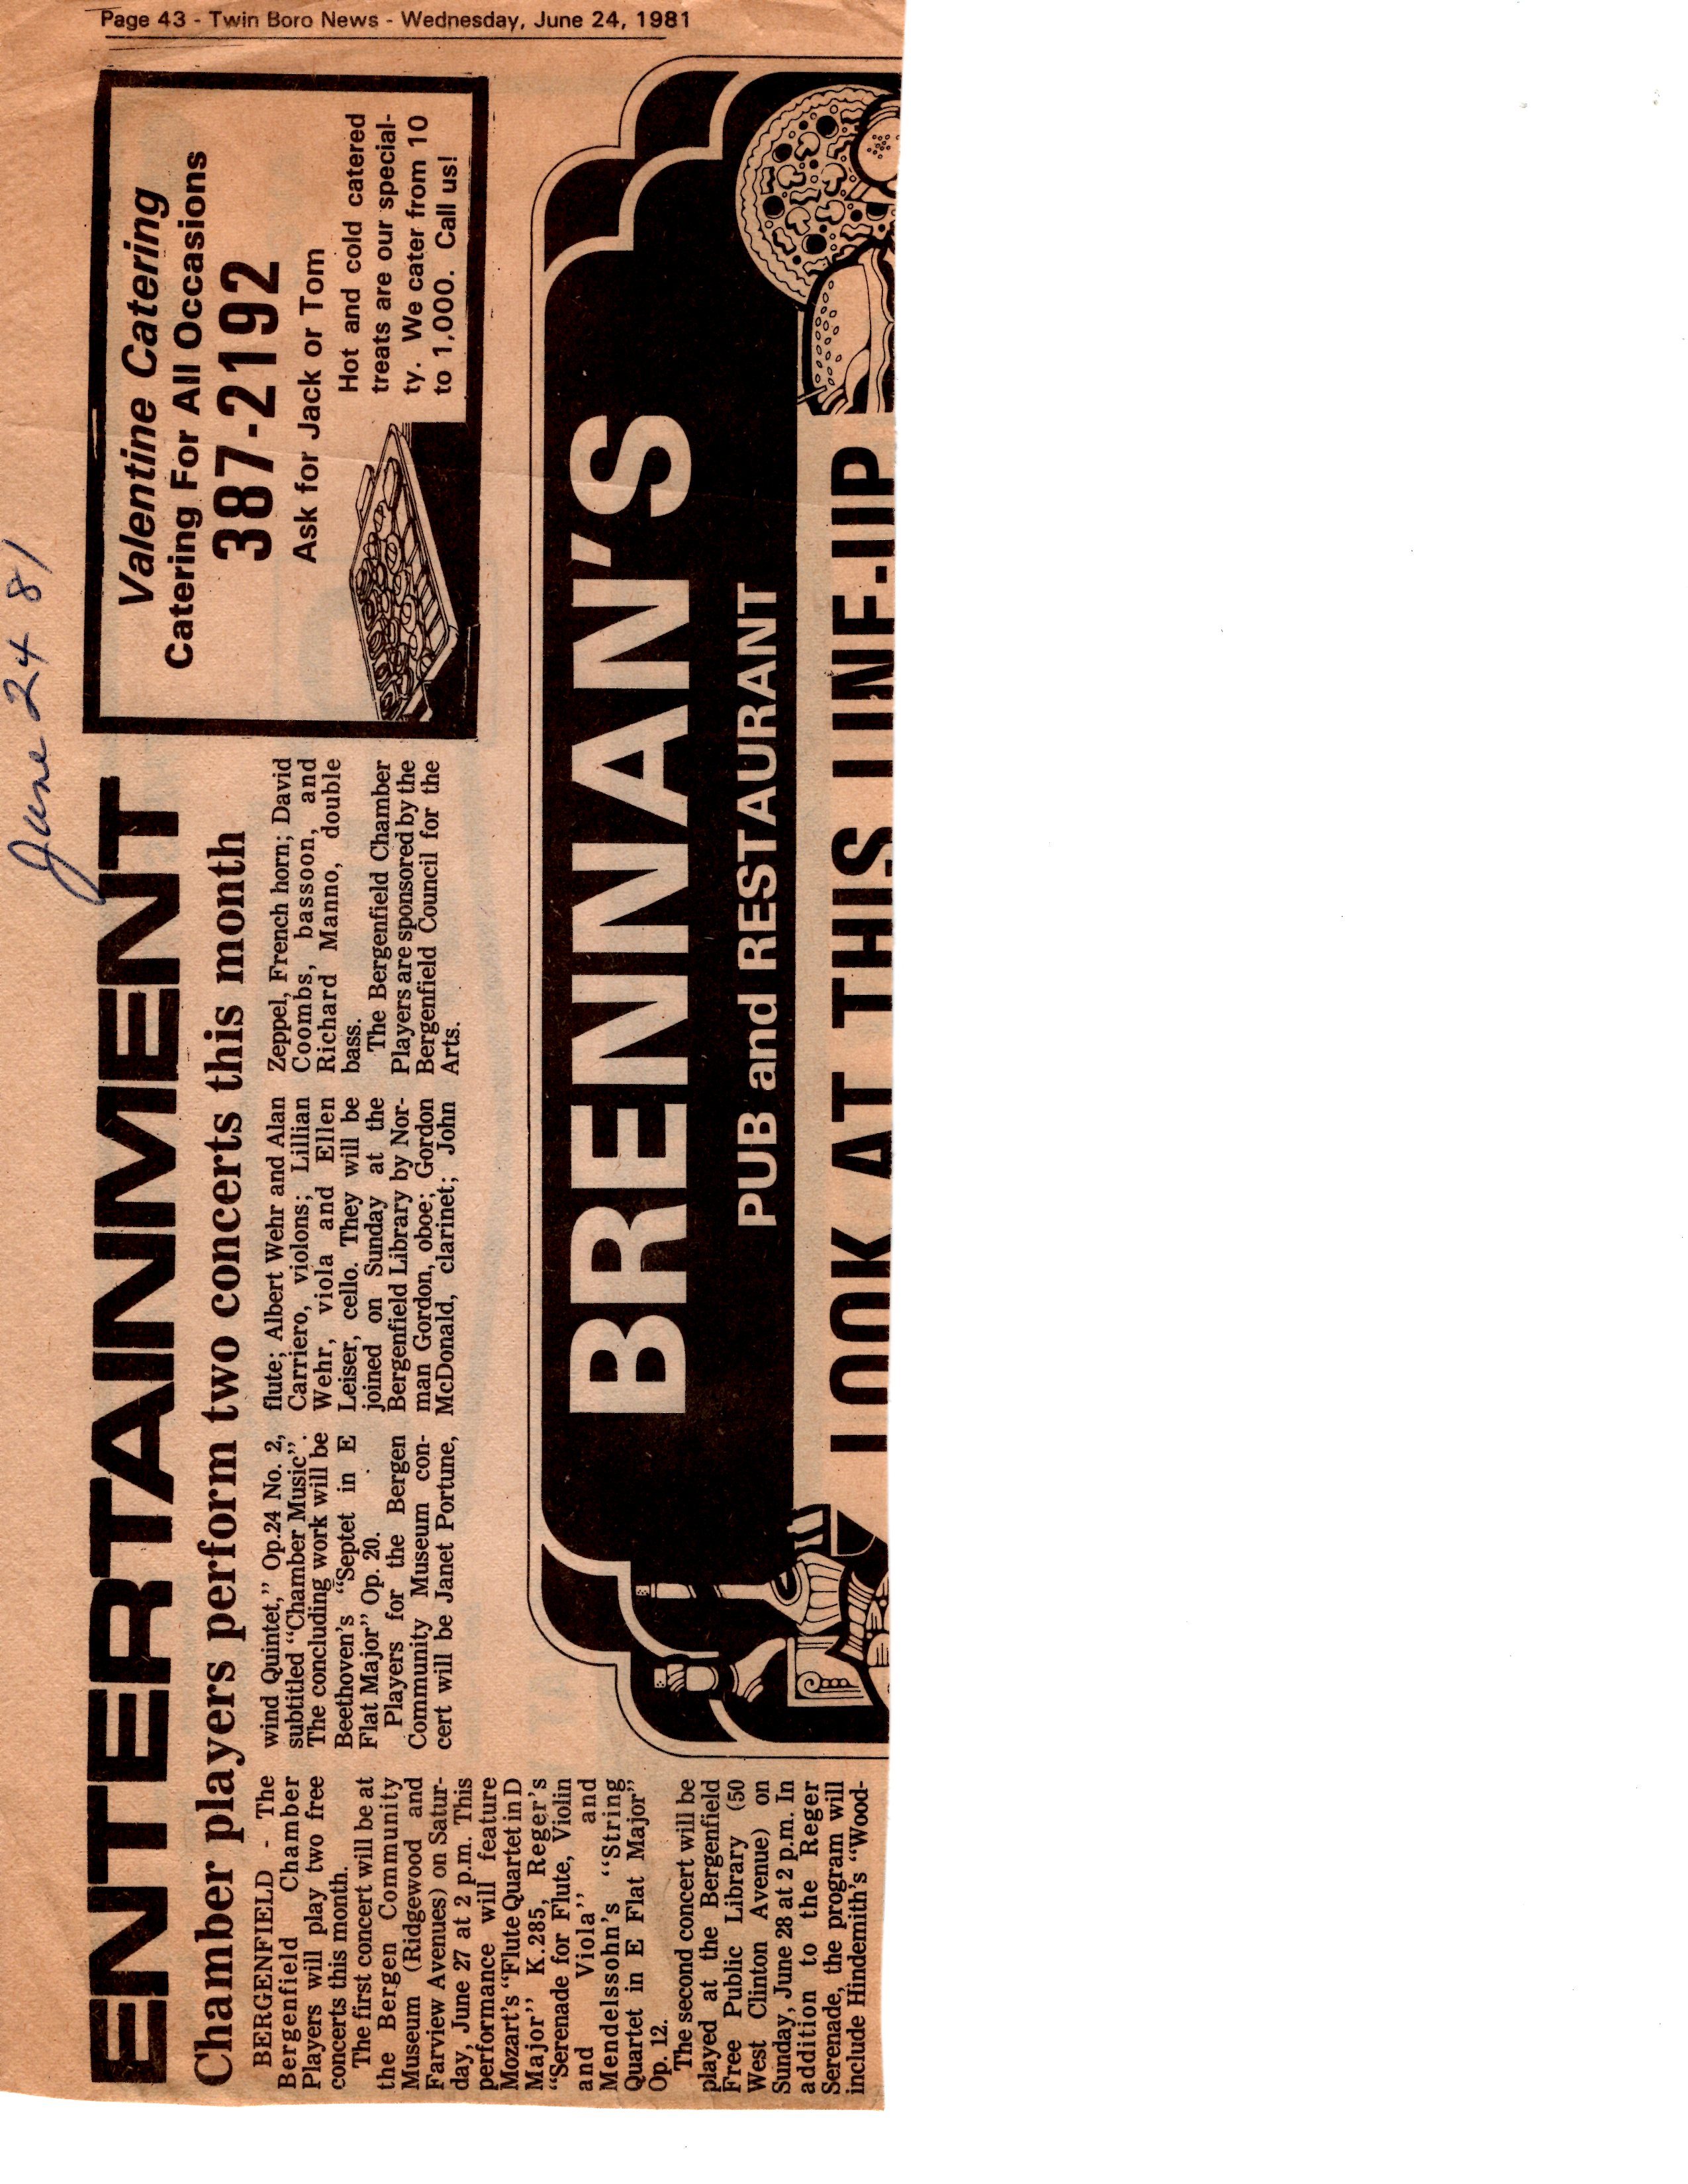 Page 43 - Twin Boro News - Wednesday, June 24, 1981
June 24 81
ENTERTAINMENT
Chamber players perform two concerts this month
BERGENFIELD - The
Bergenfield Chamber
Players will play two free
concerts this month.
The first concert will be at
the Bergen Community
Museum (Ridgewood and
Farview Avenues) on Satur-
day, June 27 at 2 p.m. This
performance will feature
Mozart's "Flute Quartet in D
Major" K.285, Reger's
"Serenade for Flute, Violin
and Viola" and
Mendelssohn's "String
Quartet in E Flat Major"
Op. 12.
The second concert will be
played at the Bergenfield
Free Public Library (50
West Clinton Avenue) on
Sunday, June 28 at 2 p.m. In
addition to the Reger
Serenade, the program will
include Hindemith's "Wood-
wind Quintet," Op.24 No. 2,
subtitled "Chamber Music".
The concluding work will be
Beethoven's "Septet in E
Flat Major" Op. 20.
Players for the Bergen
Community Museum con-
cert will be Janet Portune,
flute; Albert Wehr and Alan
Carriero, violons; Lillian
Wehr, viola and Ellen
Leiser, cello. They will be
joined on Sunday at the
Bergenfield Library by Nor-
man Gordon, oboe; Gordon
McDonald, clarinet; John
Zeppel, French horn; David
Coombs, bassoon, and
Richard Manno, double
bass.
The Bergenfield Chamber
Players are sponsored by the
Bergenfield Council for the
Arts.
Valentine Catering
Catering For All Occasions
387-2192
Ask for Jack or Tom
Hot and cold catered
treats are our special-
ty. We cater from 10
to 1,000. Call us!
BRENNAN'S
PUB and RESTAURANT
LOOK AT THIS LINE-UP